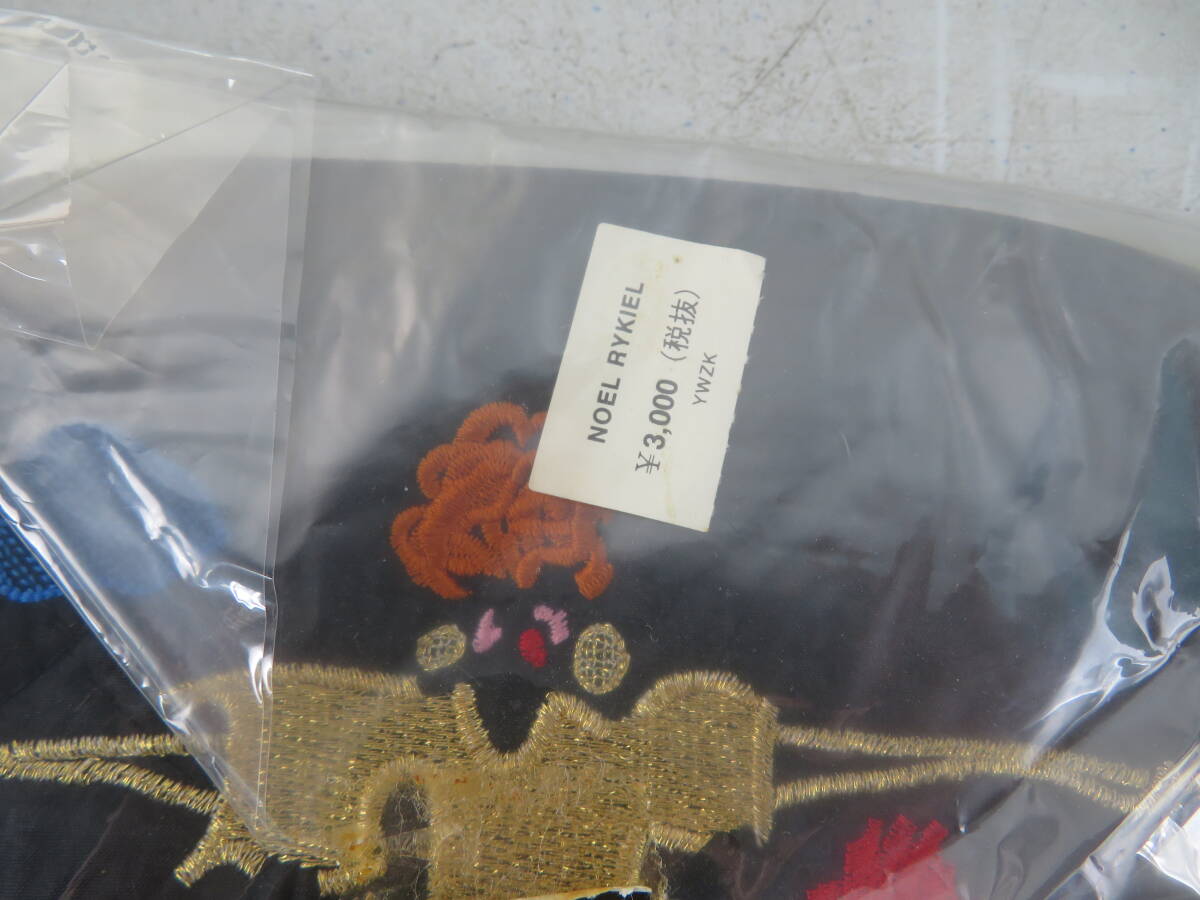 NOEL RYKIEL
¥3,000（税抜）
YWZK